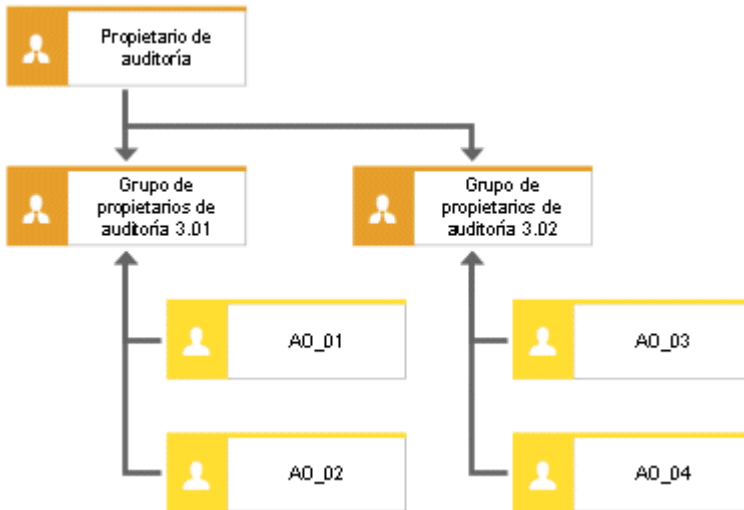 Propietario de
auditoría
Grupo de
propietarios de
auditoría 3.01
Grupo de
propietarios de
auditoría 3.02
AO_01
AO_03
AO_02
AO_04